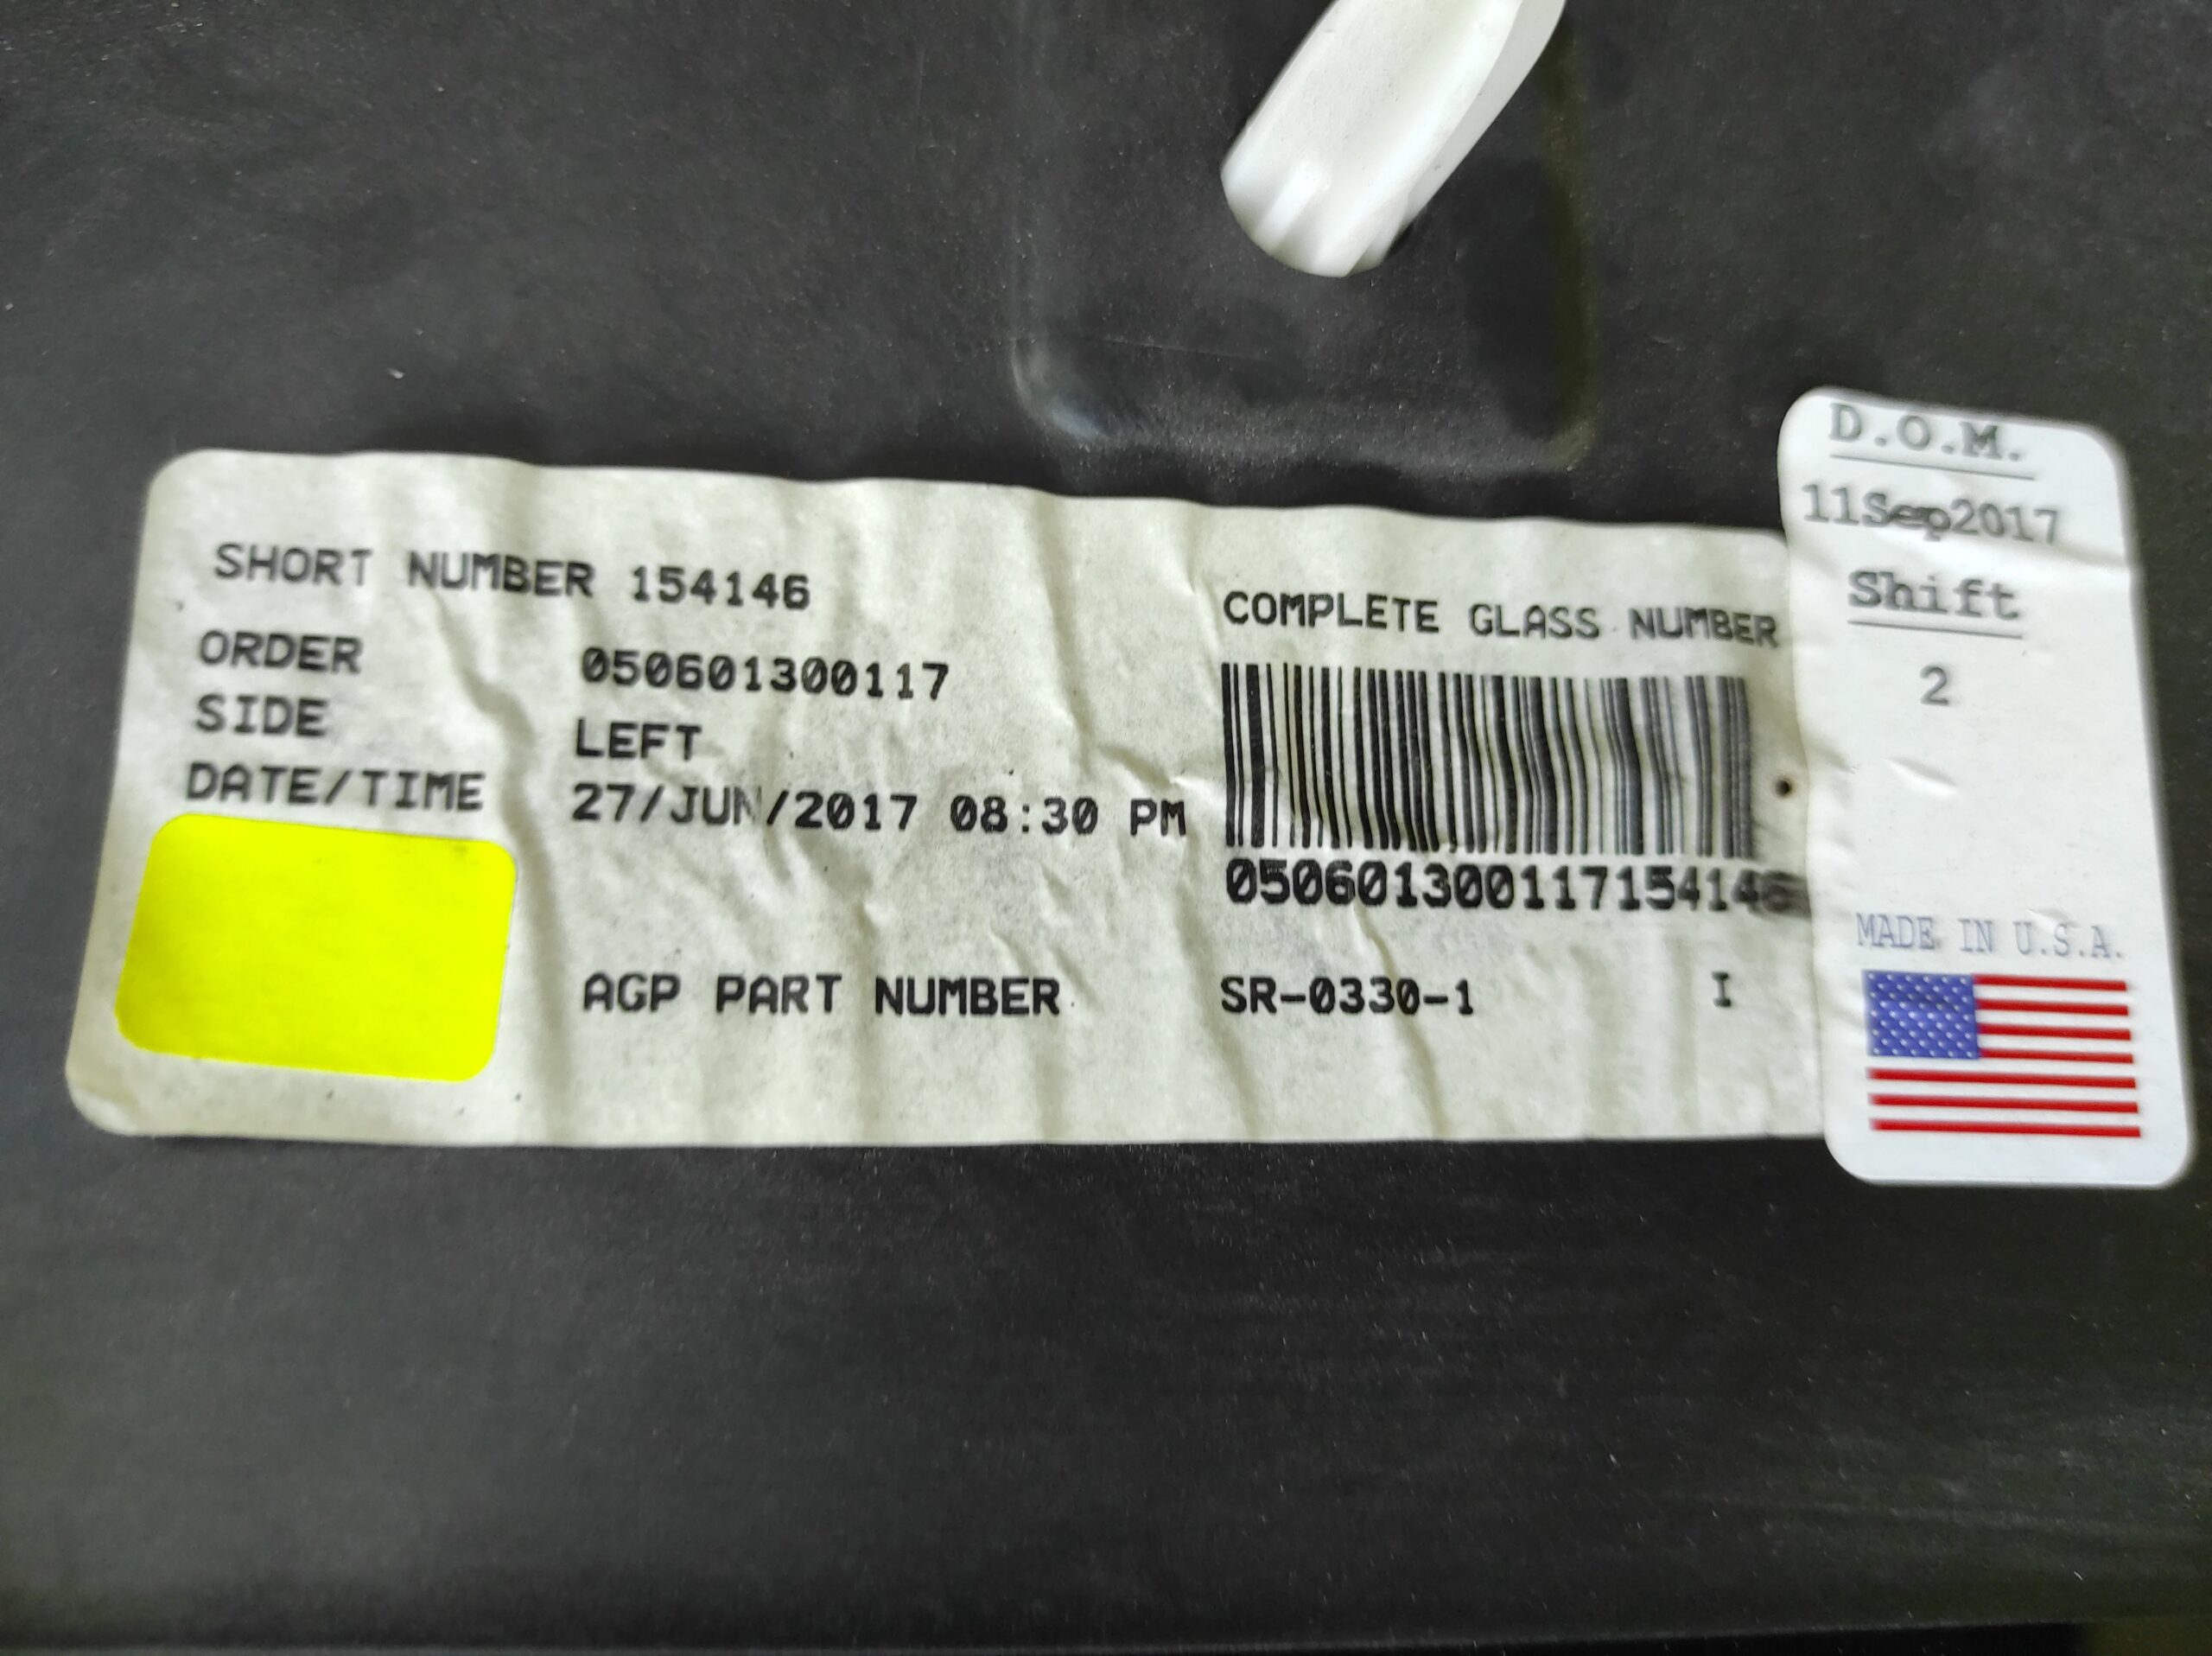 SHORT NUMBER 154146
ORDER 050601300117
SIDE LEFT
DATE/TIME 27/JUN/2017 08:30 PM
COMPLETE GLASS NUMBER
050601300117154146
AGP PART NUMBER SR-0330-1 I
D.O.M.
11Sep2017
Shift
2
MADE IN U.S.A.